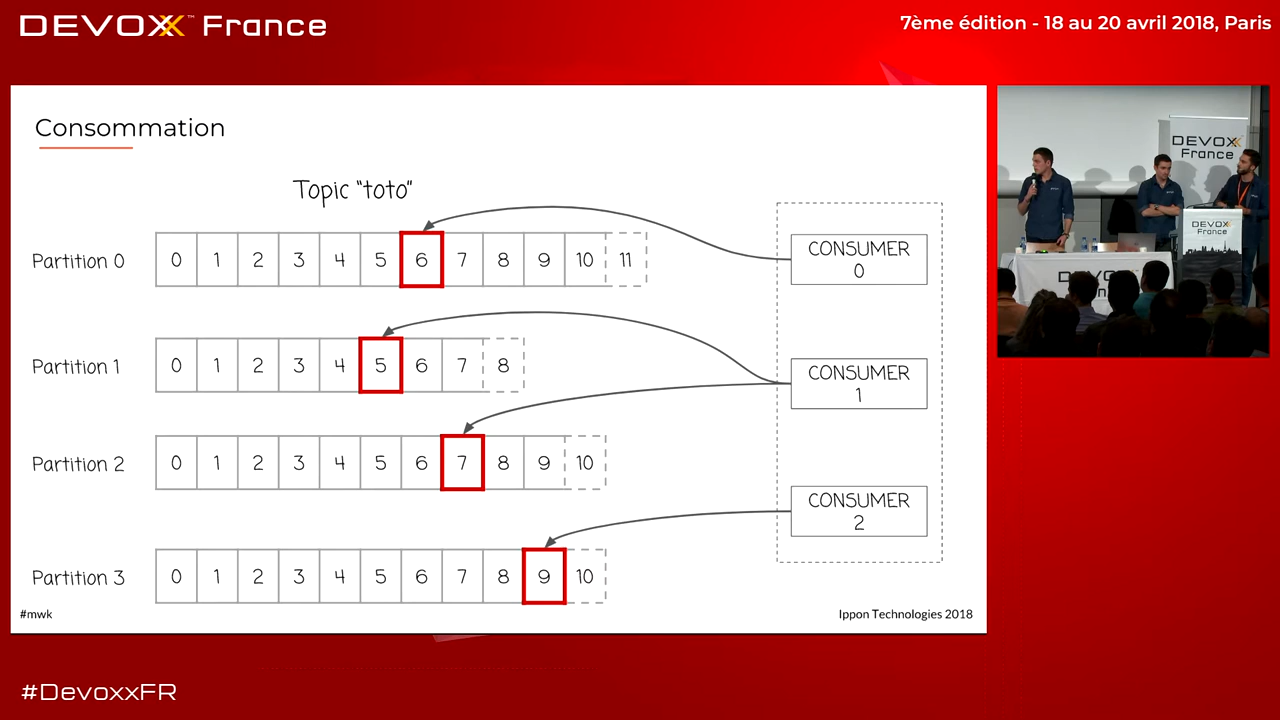 DEVOXX™ France
7ème édition - 18 au 20 avril 2018, Paris
Consommation
Topic "toto"
Partition 0 0 1 2 3 4 5 6 7 8 9 10 11
CONSUMER
0
Partition 1 0 1 2 3 4 5 6 7 8
CONSUMER
1
Partition 2 0 1 2 3 4 5 6 7 8 9 10
CONSUMER
2
Partition 3 0 1 2 3 4 5 6 7 8 9 10
#mwk
Ippon Technologies 2018
DEVOXX
France
DEVOXX
France
DEVOXX
#DevoxxFR